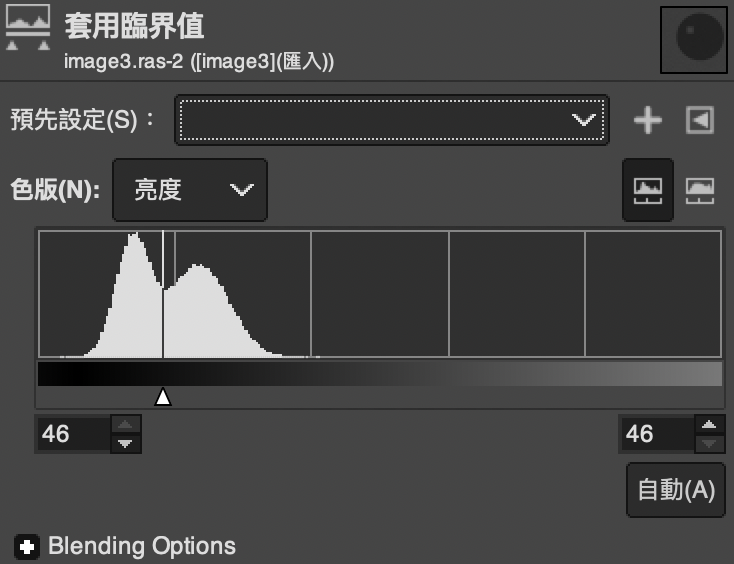 套用臨界值
image3.ras-2 ([image3](匯入))
預先設定(S)：
色版(N): 亮度
46 46
自動(A)
Blending Options